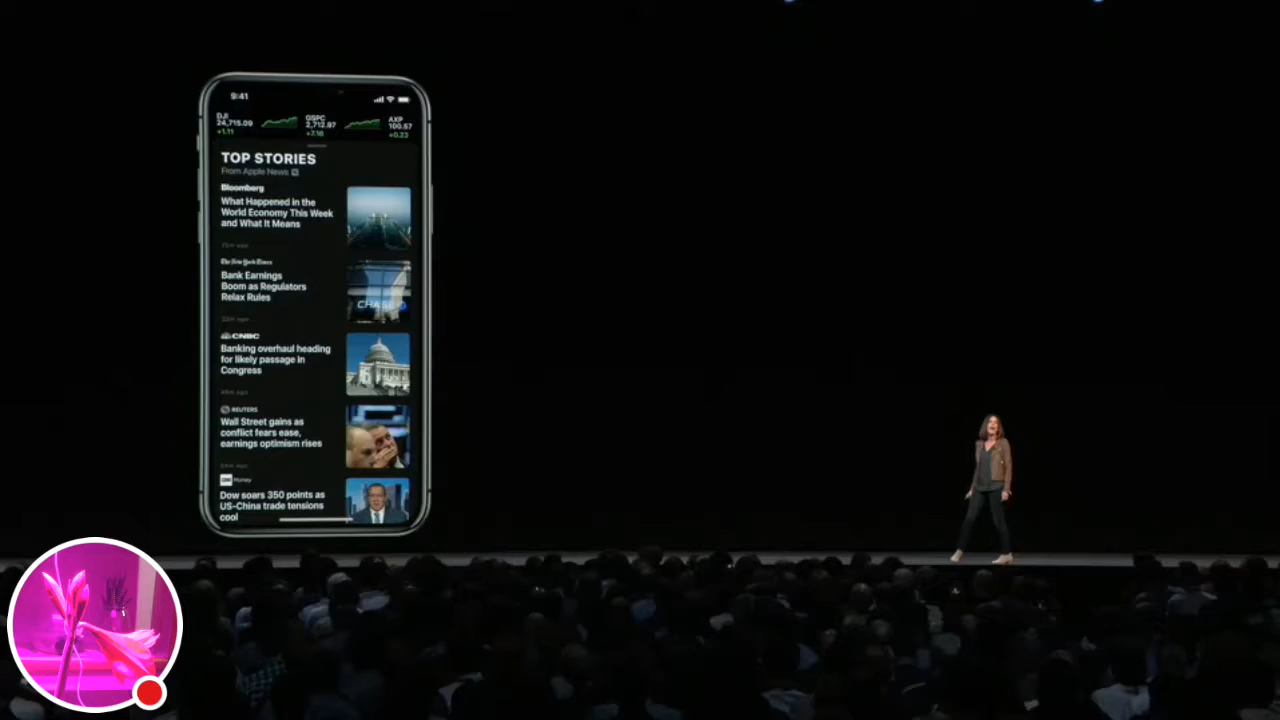 9:41
DJI
24,715.09
+1.11
GSPC
2,712.97
+7.16
AXP
100.57
+0.23
TOP STORIES
From Apple News
Bloomberg
What Happened in the
World Economy This Week
and What It Means
The New York Times
Bank Earnings
Boom as Regulators
Relax Rules
CHASE
CNBC
Banking overhaul heading
for likely passage in
Congress
REUTERS
Wall Street gains as
conflict fears ease,
earnings optimism rises
CNN Money
Dow soars 350 points as
US-China trade tensions
cool